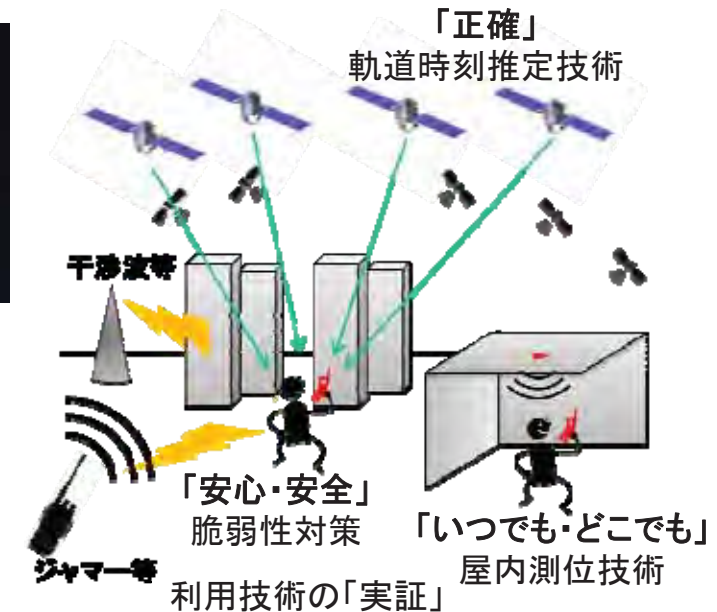 「正確」
軌道時刻推定技術
干渉波等
「安心・安全」
脆弱性対策
「いつでも・どこでも」
屋内測位技術
ジャマー等
利用技術の「実証」